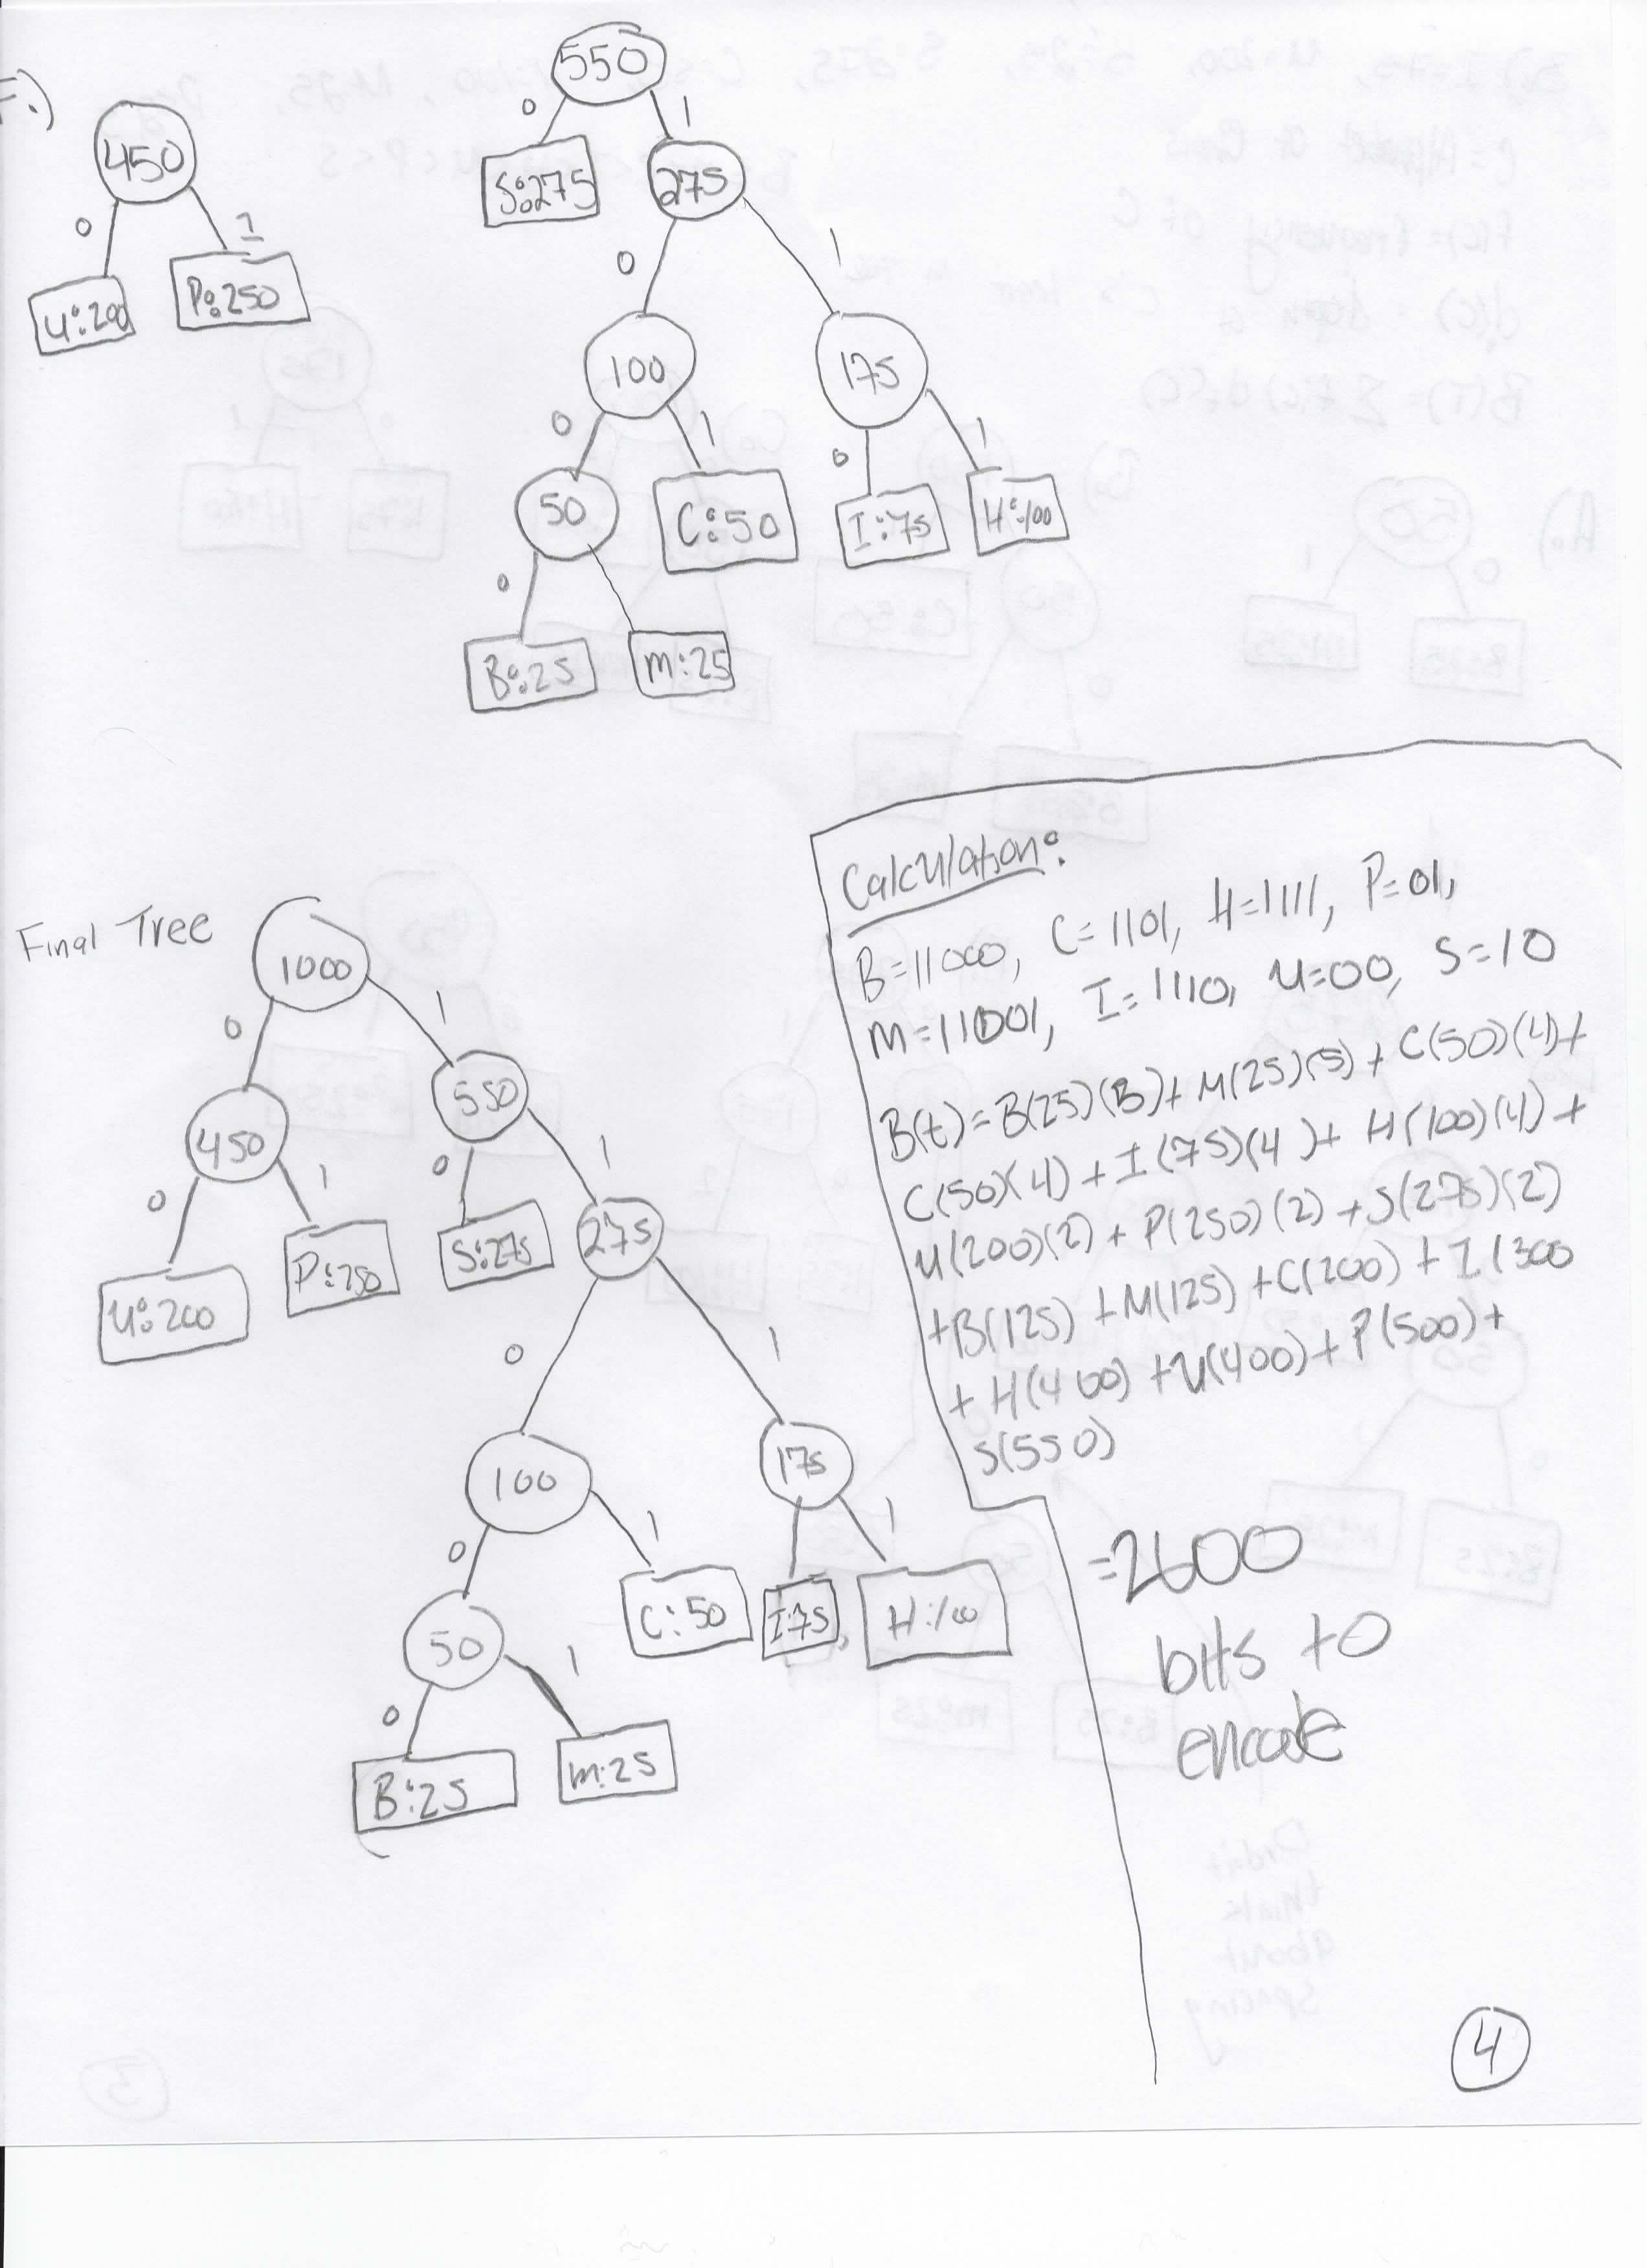 F.)
450
0 1
U:200 P:250
550
0 1
S:275 275
0 1
100 175
0 1 0 1
50 C:50 I:75 H:100
0
B:25 M:25
Final Tree
1000
0 1
450 550
0 1 0 1
U:200 P:250 S:275 275
0 1
100 175
0 1 1
50 C:50 I:75, H:100
0 1
B:25 M:25
Calculation:
B=11000, C=1101, H=1111, P=01,
M=11001, I=1110, U=00, S=10
B(t)=B(25)(B)+M(25)(5)+C(50)(4)+
C(50)(4)+I(75)(4)+H(100)(4)+
U(200)(2)+P(250)(2)+S(275)(2)
+B(125)+M(125)+C(200)+I(300
+H(400)+U(400)+P(500)+
S(550)
=2600
bits to
encode
4